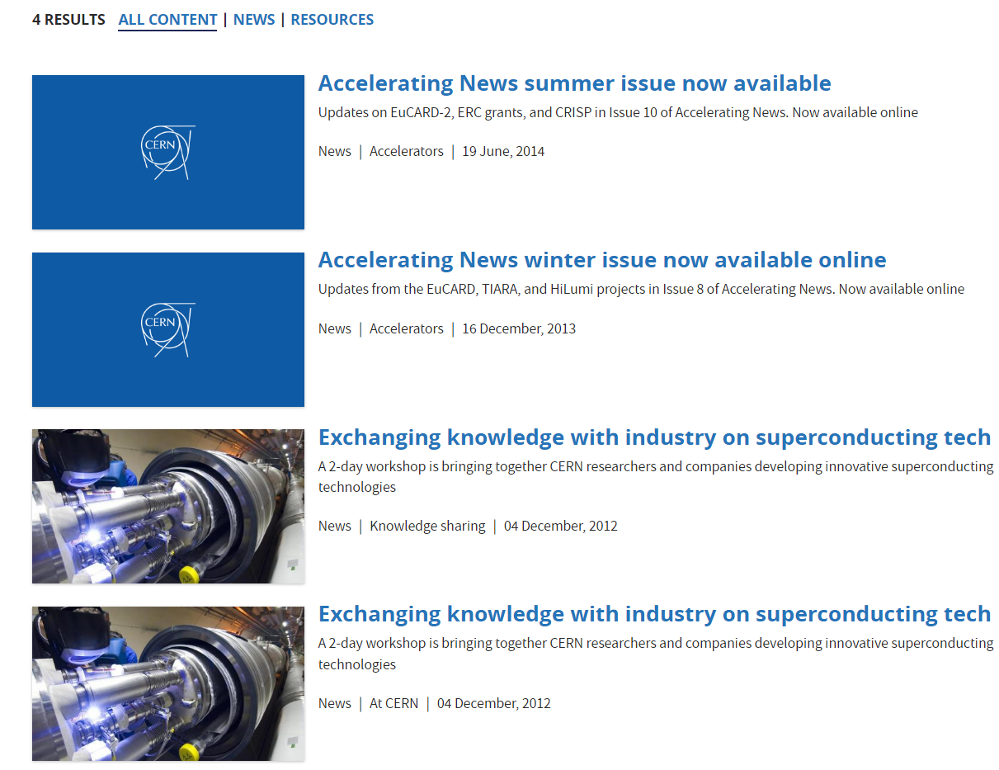 4 RESULTS ALL CONTENT | NEWS | RESOURCES
CERN
Accelerating News summer issue now available
Updates on EuCARD-2, ERC grants, and CRISP in Issue 10 of Accelerating News. Now available online
News | Accelerators | 19 June, 2014
CERN
Accelerating News winter issue now available online
Updates from the EuCARD, TIARA, and HiLumi projects in Issue 8 of Accelerating News. Now available online
News | Accelerators | 16 December, 2013
Exchanging knowledge with industry on superconducting tech
A 2-day workshop is bringing together CERN researchers and companies developing innovative superconducting
technologies
News | Knowledge sharing | 04 December, 2012
Exchanging knowledge with industry on superconducting tech
A 2-day workshop is bringing together CERN researchers and companies developing innovative superconducting
technologies
News | At CERN | 04 December, 2012